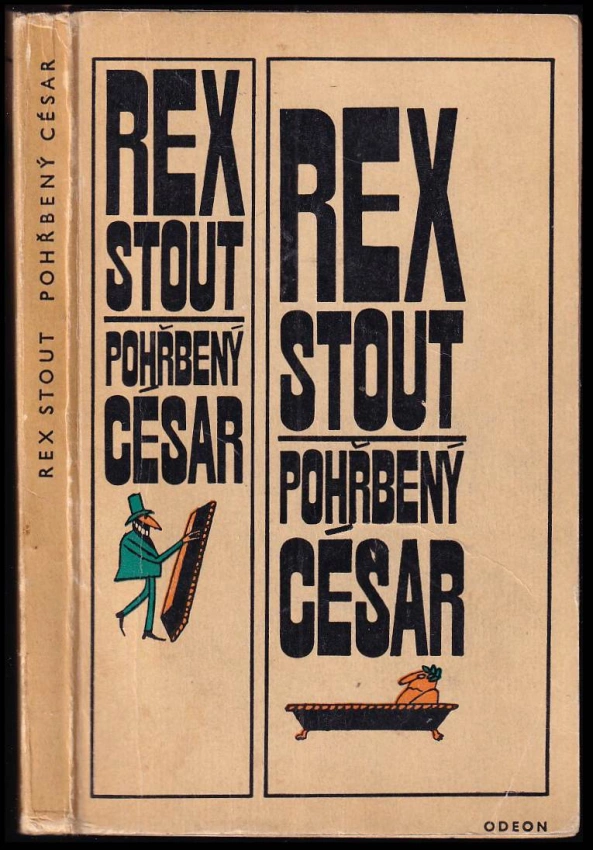 REX STOUT POHŘBENÝ CÉSAR
REX
STOUT
POHŘBENÝ
CÉSAR
REX
STOUT
POHŘBENÝ
CÉSAR
ODEON